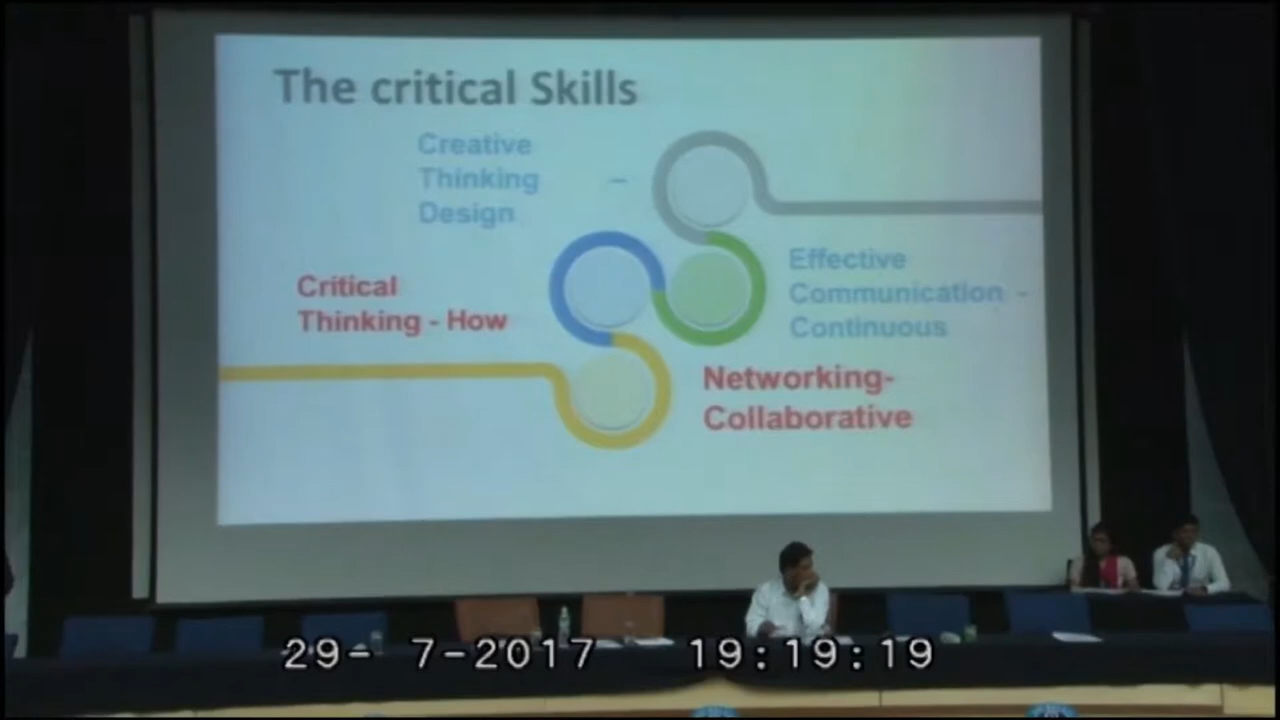 The critical Skills
Creative
Thinking –
Design
Critical
Thinking - How
Effective
Communication -
Continuous
Networking-
Collaborative
29- 7-2017 19:19:19